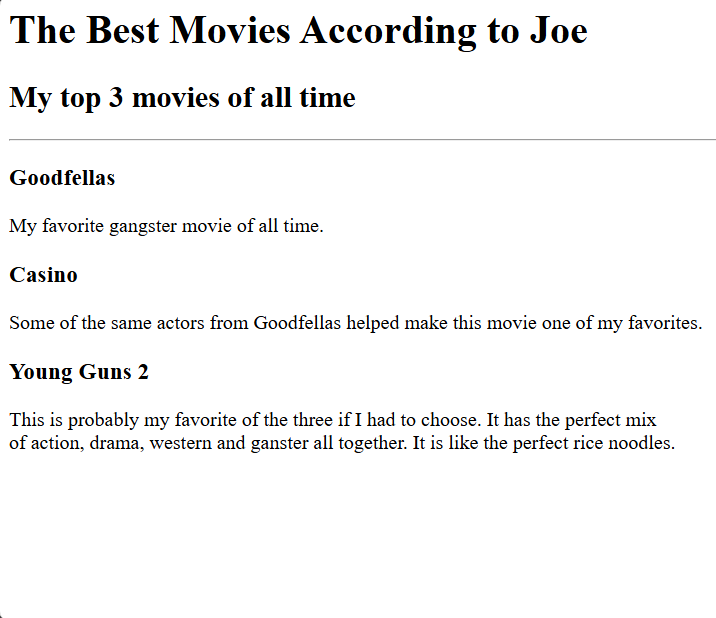 The Best Movies According to Joe
My top 3 movies of all time
Goodfellas
My favorite gangster movie of all time.
Casino
Some of the same actors from Goodfellas helped make this movie one of my favorites.
Young Guns 2
This is probably my favorite of the three if I had to choose. It has the perfect mix
of action, drama, western and ganster all together. It is like the perfect rice noodles.